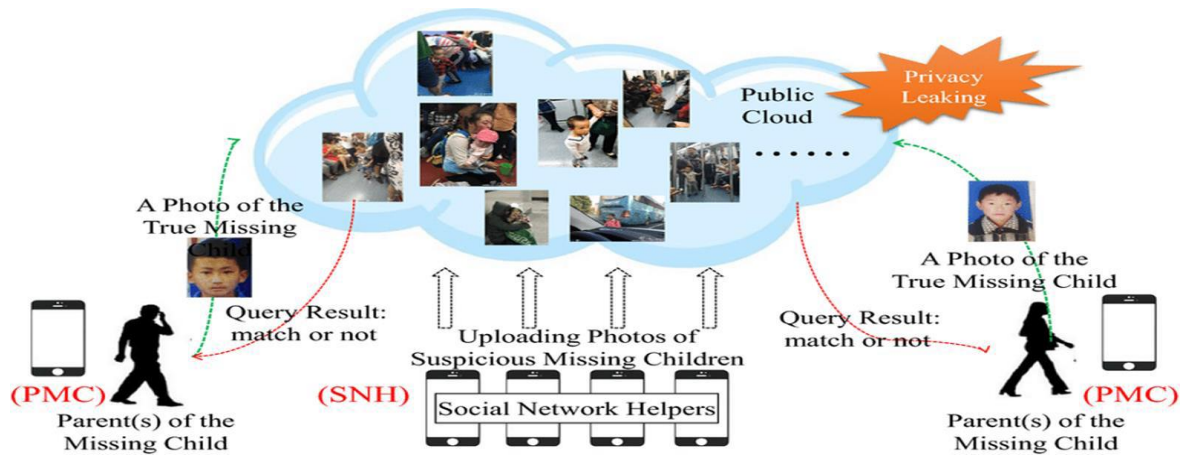 Privacy
Leaking
Public
Cloud
......
A Photo of the
True Missing
Child
A Photo of the
True Missing Child
Query Result:
match or not
Uploading Photos of
Suspicious Missing Children
Query Result:
match or not
(PMC)
(SNH)
Social Network Helpers
(PMC)
Parent(s) of the
Missing Child
Parent(s) of the
Missing Child